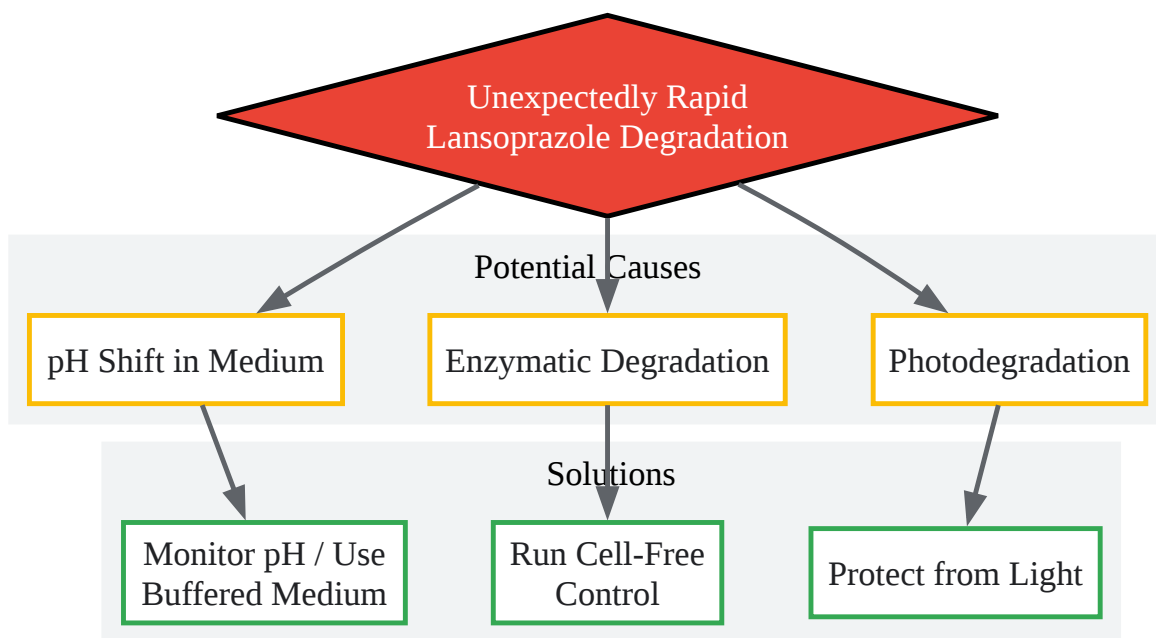 Unexpectedly Rapid
Lansoprazole Degradation
Potential Causes
pH Shift in Medium
Enzymatic Degradation
Photodegradation
Solutions
Monitor pH / Use
Buffered Medium
Run Cell-Free
Control
Protect from Light